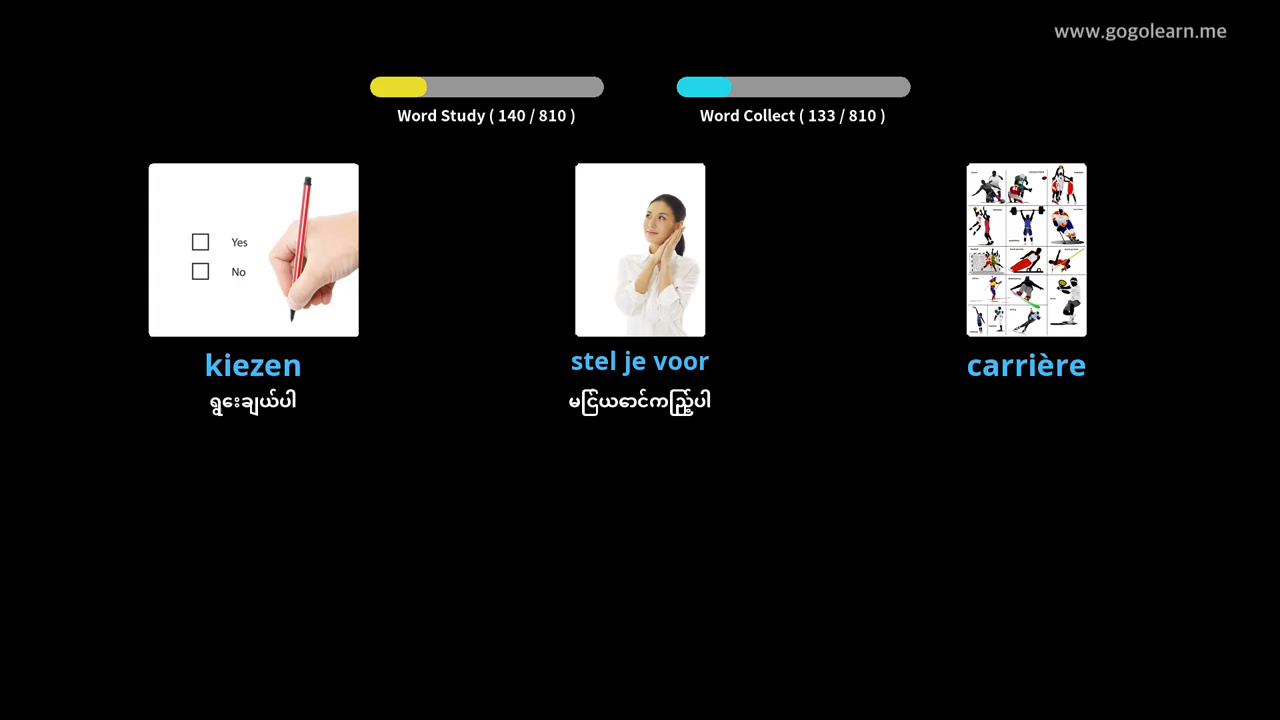 www.gogolearn.me
Word Study ( 140 / 810 )
Word Collect ( 133 / 810 )
Yes
No
kiezen
stel je voor
carrière
ရွေးချယ်ပါ
မြင်ယောင်ကြည့်ပါ